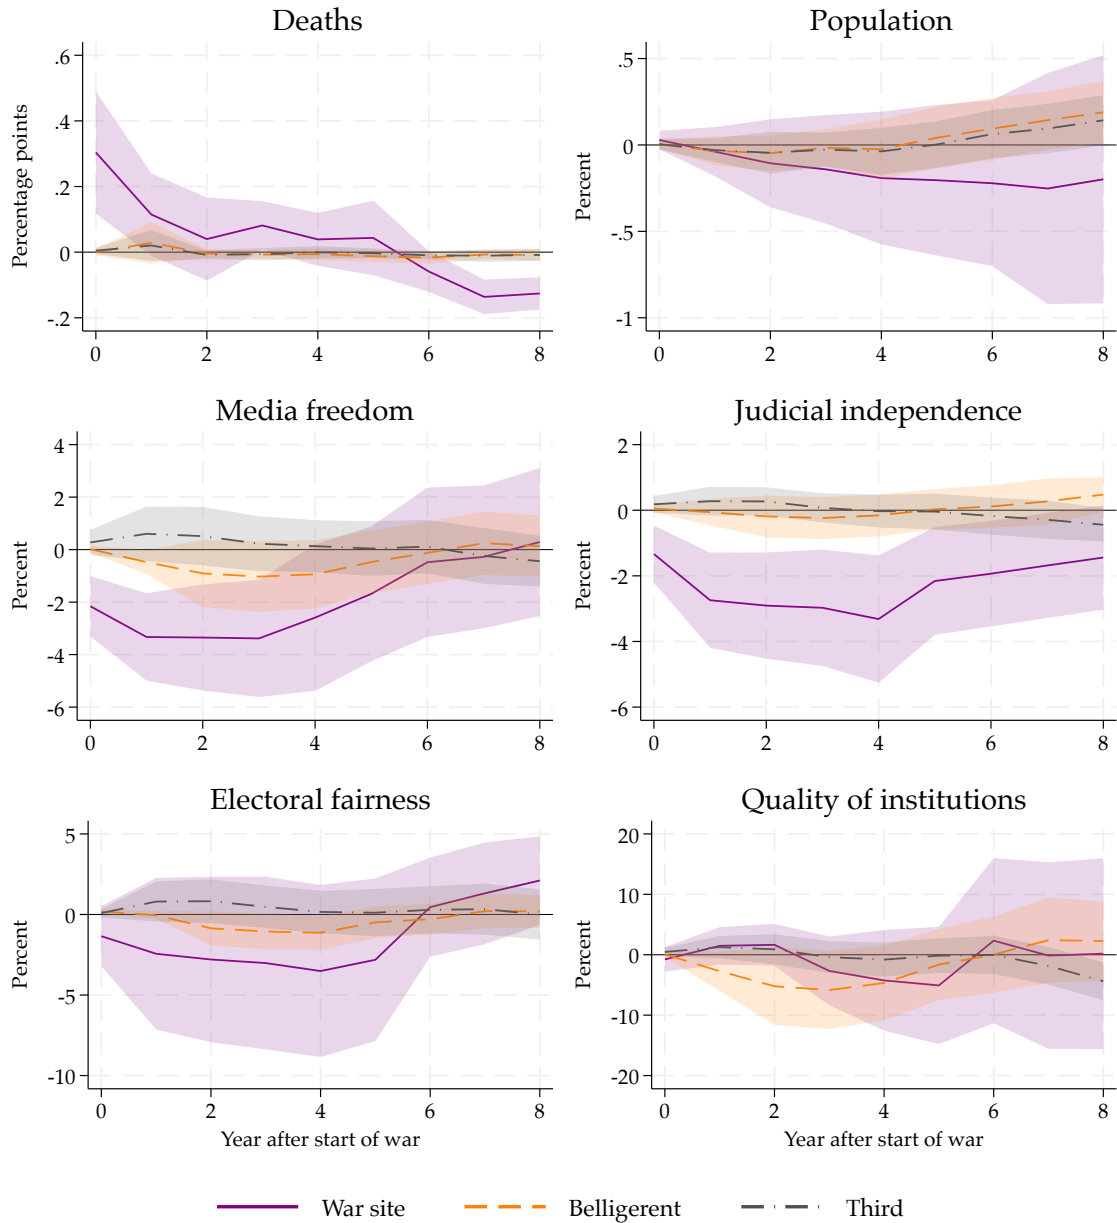 Deaths
Percentage points
.6
.4
.2
0
-.2
0 2 4 6 8
Population
Percent
.5
0
-.5
-1
0 2 4 6 8
Media freedom
Percent
4
2
0
-2
-4
-6
0 2 4 6 8
Judicial independence
Percent
2
0
-2
-4
-6
0 2 4 6 8
Electoral fairness
Percent
5
0
-5
-10
0 2 4 6 8
Year after start of war
Quality of institutions
Percent
20
10
0
-10
-20
0 2 4 6 8
Year after start of war
War site Belligerent Third